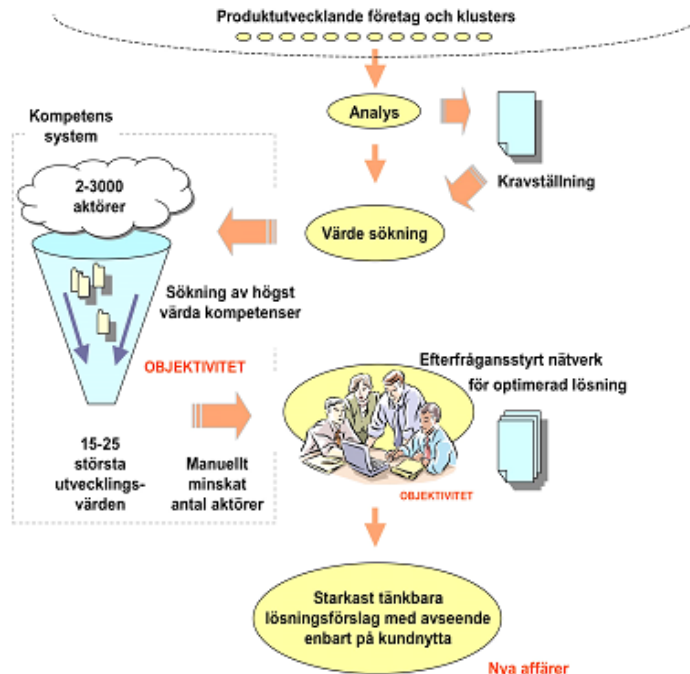 Produktutvecklande företag och klusters
Analys
Kravställning
Kompetens
system
2-3000
aktörer
Värde sökning
Sökning av högst
värda kompetenser
OBJEKTIVITET
Efterfrågansstyrt nätverk
för optimerad lösning
15-25
största
utvecklings-
värden
Manuellt
minskat
antal aktörer
OBJEKTIVITET
Starkast tänkbara
lösningsförslag med avseende
enbart på kundnytta
Nya affärer